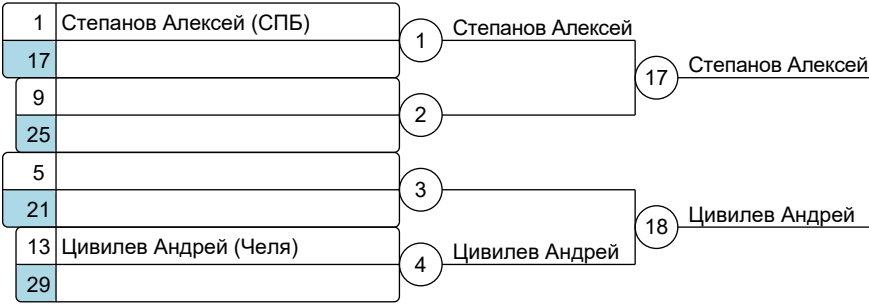 1 Степанов Алексей (СПБ)
1 Степанов Алексей
17
17 Степанов Алексей
9
2
25
5
3
21
18 Цивилев Андрей
13 Цивилев Андрей (Челя)
4 Цивилев Андрей
29